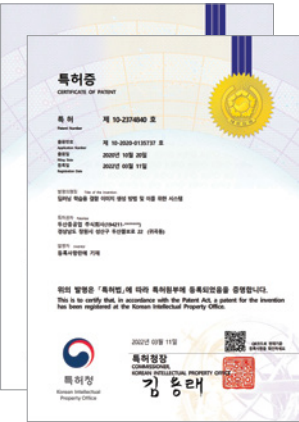 특허증
CERTIFICATE OF PATENT
특 허 제 10-2374840 호
Patent Number
출원번호 제 10-2020-0135737 호
Application Number
출원일 2020년 10월 20일
Filing Date
등록일 2022년 03월 11일
Registration Date
발명의명칭 Title of the Invention
딥러닝 학습용 결함 이미지 생성 방법 및 이를 위한 시스템
특허권자 Patentee
두산중공업 주식회사(194211-*******)
경상남도 창원시 성산구 두산볼보로 22 (귀곡동)
발명자 Inventor
등록사항란에 기재
위의 발명은 「특허법」에 따라 특허원부에 등록되었음을 증명합니다.
This is to certify that, in accordance with the Patent Act, a patent for the invention
has been registered at the Korean Intellectual Property Office.
특허청
Korean Intellectual
Property Office
2022년 03월 11일
특허청장
COMMISSIONER,
KOREAN INTELLECTUAL PROPERTY OFFICE
김용래